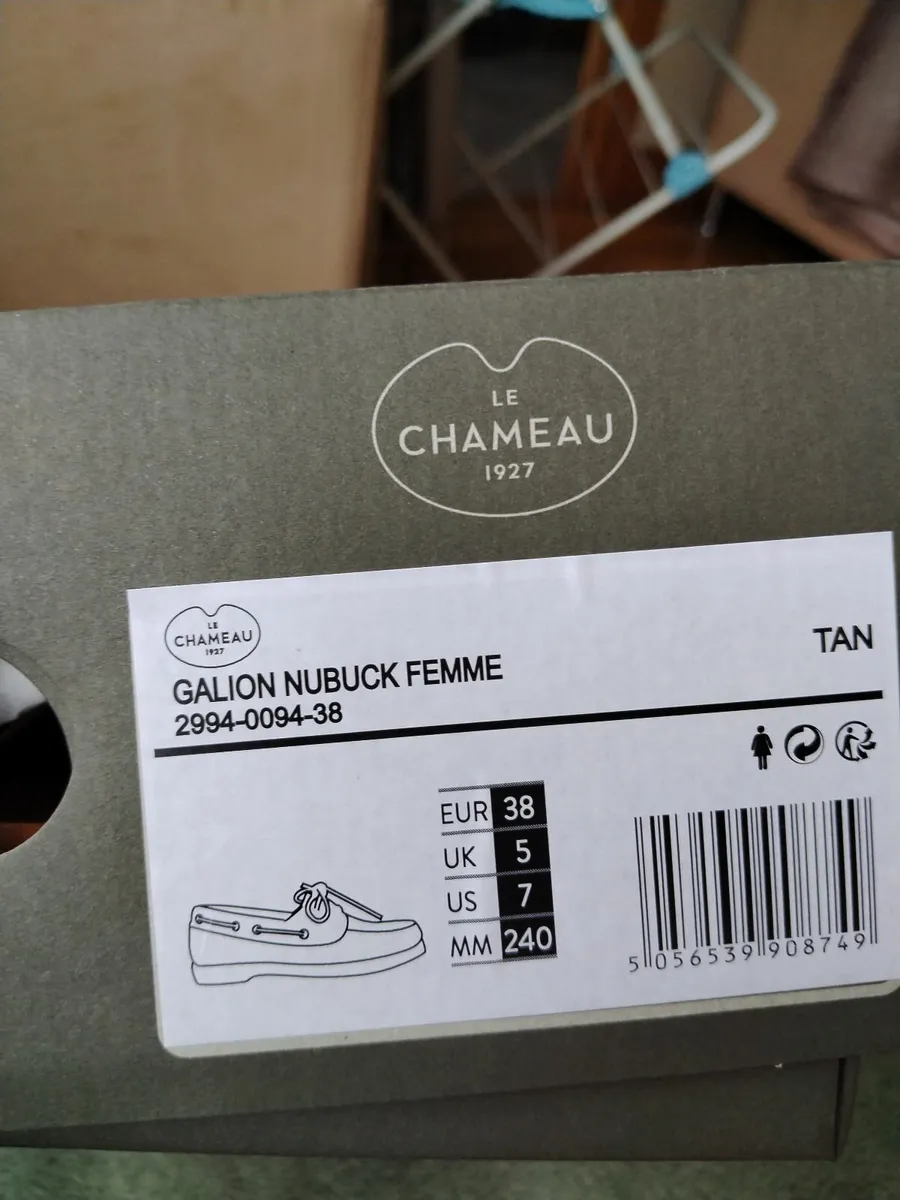 LE
CHAMEAU
1927
LE
CHAMEAU
1927
GALION NUBUCK FEMME
TAN
2994-0094-38
EUR 38
UK 5
US 7
MM 240
5 056539 908749